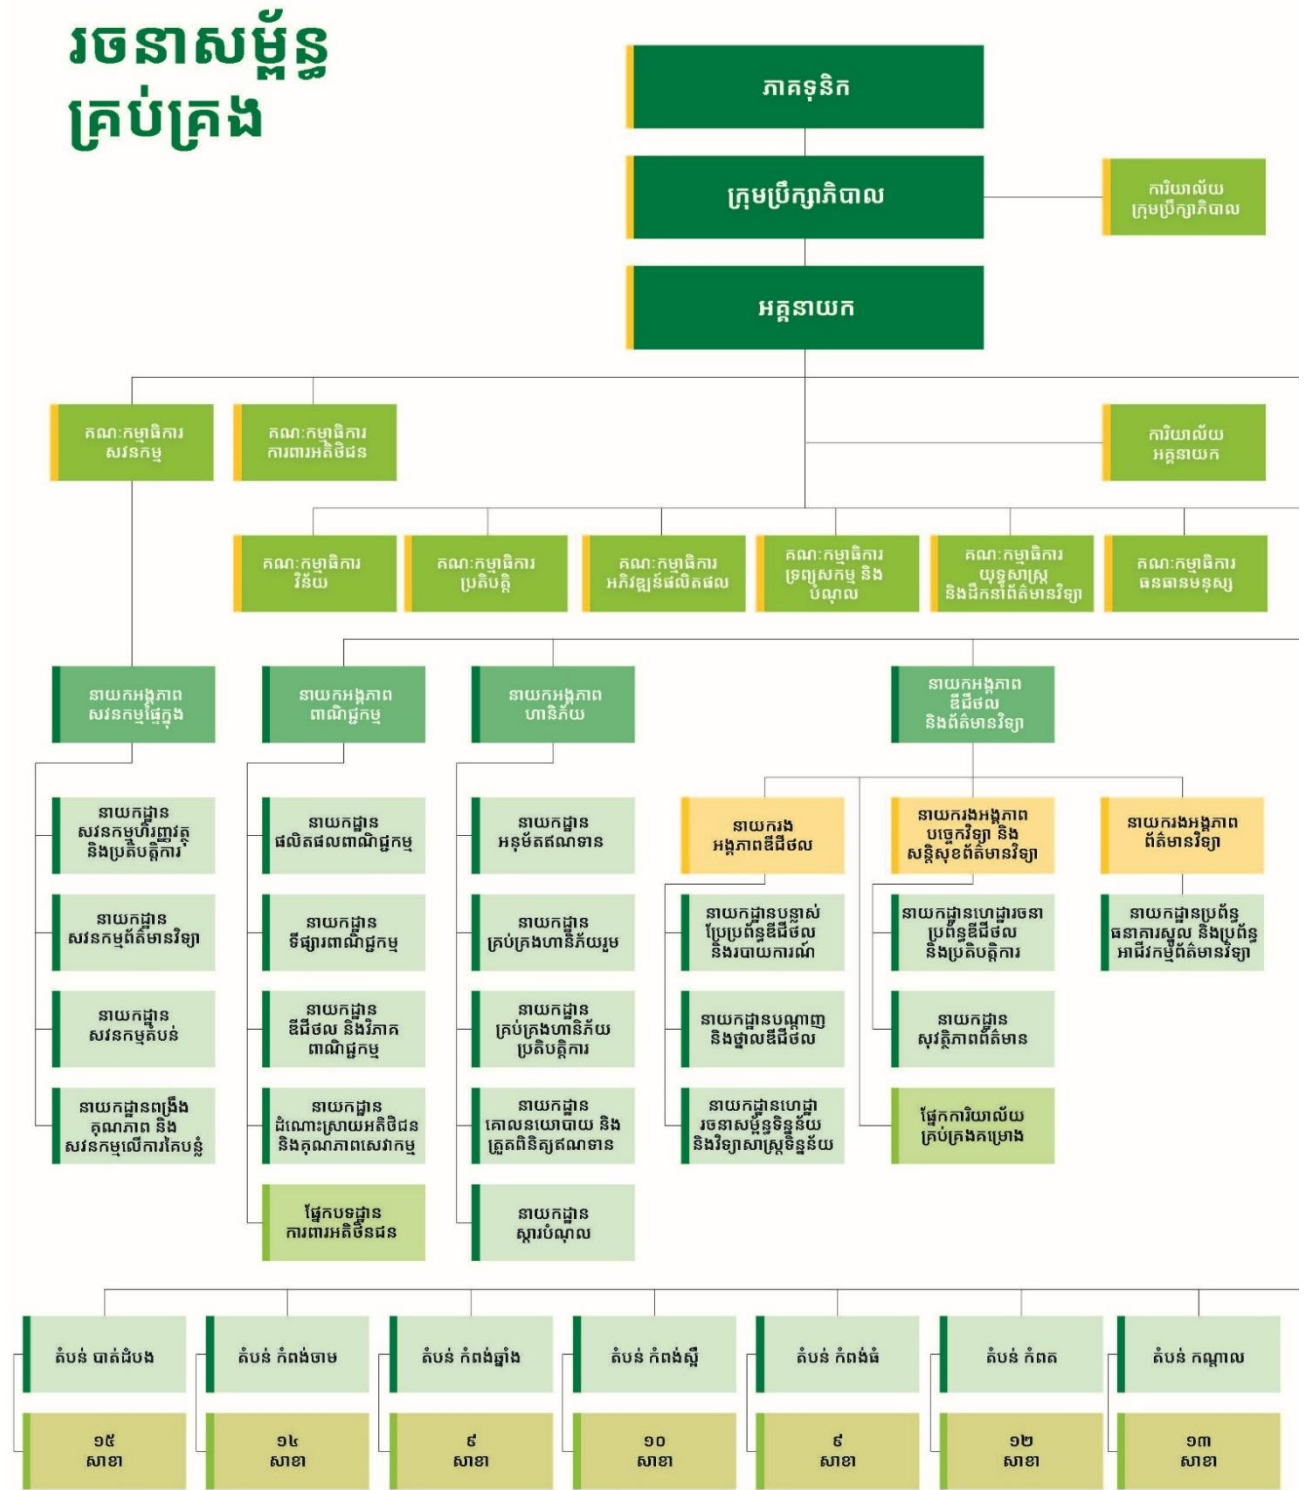 រចនាសម្ព័ន្ធ
គ្រប់គ្រង
ភាគទុនិក
ក្រុមប្រឹក្សាភិបាល
ការិយាល័យ
ក្រុមប្រឹក្សាភិបាល
អគ្គនាយក
គណៈកម្មាធិការ
សវនកម្ម
គណៈកម្មាធិការ
ការពារអតិថិជន
ការិយាល័យ
អគ្គនាយក
គណៈកម្មាធិការ
វិន័យ
គណៈកម្មាធិការ
ប្រតិបត្តិ
គណៈកម្មាធិការ
អភិវឌ្ឍន៍ផលិតផល
គណៈកម្មាធិការ
ទ្រព្យសកម្ម និង
បំណុល
គណៈកម្មាធិការ
យុទ្ធសាស្ត្រ
និងដឹកនាំព័ត៌មានវិទ្យា
គណៈកម្មាធិការ
ធនធានមនុស្ស
នាយកអង្គភាព
សវនកម្មផ្ទៃក្នុង
នាយកអង្គភាព
ពាណិជ្ជកម្ម
នាយកអង្គភាព
ហានិភ័យ
នាយកអង្គភាព
ឌីជីថល
និងព័ត៌មានវិទ្យា
នាយកដ្ឋាន
សវនកម្មហិរញ្ញវត្ថុ
និងប្រតិបត្តិការ
នាយកដ្ឋាន
ផលិតផលពាណិជ្ជកម្ម
នាយកដ្ឋាន
អនុម័តឥណទាន
នាយករង
អង្គភាពឌីជីថល
នាយករងអង្គភាព
បច្ចេកវិទ្យា និង
សន្តិសុខព័ត៌មានវិទ្យា
នាយករងអង្គភាព
ព័ត៌មានវិទ្យា
នាយកដ្ឋាន
សវនកម្មព័ត៌មានវិទ្យា
នាយកដ្ឋាន
ទីផ្សារពាណិជ្ជកម្ម
នាយកដ្ឋាន
គ្រប់គ្រងហានិភ័យរួម
នាយកដ្ឋានបន្លាស់
ប្រែប្រព័ន្ធឌីជីថល
និងរបាយការណ៍
នាយកដ្ឋានហេដ្ឋារចនា
ប្រព័ន្ធឌីជីថល
និងប្រតិបត្តិការ
នាយកដ្ឋានប្រព័ន្ធ
ធនាគារស្នូល និងប្រព័ន្ធ
អាជីវកម្មព័ត៌មានវិទ្យា
នាយកដ្ឋាន
សវនកម្មតំបន់
នាយកដ្ឋាន
ឌីជីថល និងវិភាគ
ពាណិជ្ជកម្ម
នាយកដ្ឋាន
គ្រប់គ្រងហានិភ័យ
ប្រតិបត្តិការ
នាយកដ្ឋានបណ្តាញ
និងថ្នាលឌីជីថល
នាយកដ្ឋាន
សុវត្ថិភាពព័ត៌មាន
នាយកដ្ឋានពង្រឹង
គុណភាព និង
សវនកម្មលើការគៃបន្លំ
នាយកដ្ឋាន
ដំណោះស្រាយអតិថិជន
និងគុណភាពសេវាកម្ម
នាយកដ្ឋាន
គោលនយោបាយ និង
ត្រួតពិនិត្យឥណទាន
នាយកដ្ឋានហេដ្ឋា
រចនាសម្ព័ន្ធទិន្នន័យ
និងវិទ្យាសាស្ត្រទិន្នន័យ
ផ្នែកការិយាល័យ
គ្រប់គ្រងគម្រោង
ផ្នែកបទដ្ឋាន
ការពារអតិថិនជន
នាយកដ្ឋាន
ស្តារបំណុល
តំបន់ បាត់ដំបង
តំបន់ កំពង់ចាម
តំបន់ កំពង់ឆ្នាំង
តំបន់ កំពង់ស្ពឺ
តំបន់ កំពង់ធំ
តំបន់ កំពត
តំបន់ កណ្តាល
១៥
សាខា
១៤
សាខា
៩
សាខា
១០
សាខា
៩
សាខា
១២
សាខា
១៣
សាខា